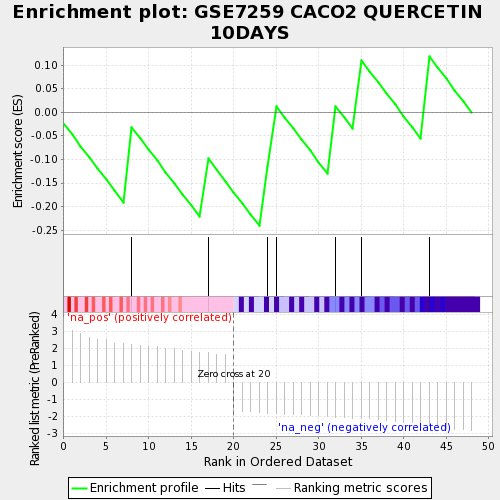 Enrichment plot: GSE7259 CACO2 QUERCETIN
10DAYS
Enrichment score (ES)
0.10
0.05
0.00
-0.05
-0.10
-0.15
-0.20
-0.25
Ranked list metric (PreRanked)
4
3
2
1
0
-1
-2
-3
'na_pos' (positively correlated)
Zero cross at 20
'na_neg' (negatively correlated)
0 5 10 15 20 25 30 35 40 45 50
Rank in Ordered Dataset
Enrichment profile Hits Ranking metric scores